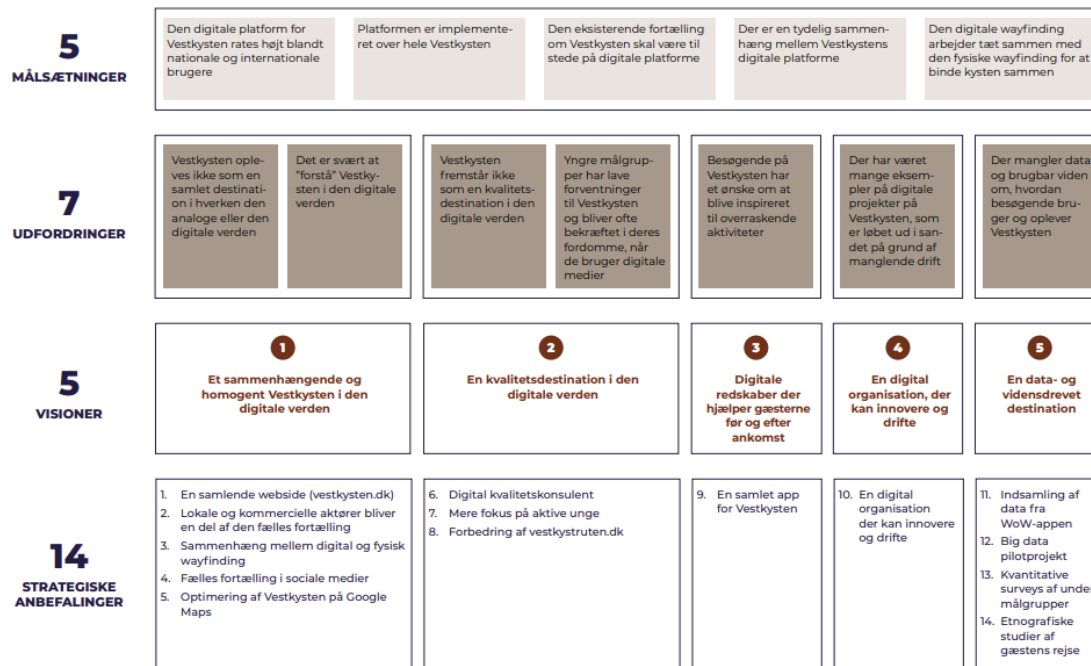 5
MÅLSÆTNINGER
Den digitale platform for
Vestkysten rates højt blandt
nationale og internationale
brugere
Platformen er implemente-
ret over hele Vestkysten
Den eksisterende fortælling
om Vestkysten skal være til
stede på digitale platforme
Der er en tydelig sammen-
hæng mellem Vestkystens
digitale platforme
Den digitale wayfinding
arbejder tæt sammen med
den fysiske wayfinding for at
binde kysten sammen
7
UDFORDRINGER
Vestkysten ople-
ves ikke som en
samlet destinati-
on i hverken den
analoge eller den
digitale verden
Det er svært at
"forstå" Vestky-
sten i den digitale
verden
Vestkysten
fremstår ikke
som en kvalitets-
destination i den
digitale verden
Yngre målgrup-
per har lave
forventninger
til Vestkysten
og bliver ofte
bekræftet i deres
fordomme, når
de bruger digitale
medier
Besøgende på
Vestkysten har
et ønske om at
blive inspireret
til overraskende
aktiviteter
Der har været
mange eksem-
pler på digitale
projekter på
Vestkysten, som
er løbet ud i san-
det på grund af
manglende drift
Der mangler data
og brugbar viden
om, hvordan
besøgende bru-
ger og oplever
Vestkysten
5
VISIONER
1
Et sammenhængende og
homogent Vestkysten i den
digitale verden
2
En kvalitetsdestination i den
digitale verden
3
Digitale
redskaber der
hjælper gæsterne
før og efter
ankomst
4
En digital
organisation, der
kan innovere og
drifte
5
En data- og
vidensdrevet
destination
14
STRATEGISKE
ANBEFALINGER
1. En samlende webside (vestkysten.dk)
2. Lokale og kommercielle aktører bliver
en del af den fælles fortælling
3. Sammenhæng mellem digital og fysisk
wayfinding
4. Fælles fortælling i sociale medier
5. Optimering af Vestkysten på Google
Maps
6. Digital kvalitetskonsulent
7. Mere fokus på aktive unge
8. Forbedring af vestkystruten.dk
9. En samlet app
for Vestkysten
10. En digital
organisation
der kan innovere
og drifte
11. Indsamling af
data fra
WoW-appen
12. Big data
pilotprojekt
13. Kvantitative
surveys af under
målgrupper
14. Etnografiske
studier af
gæstens rejse